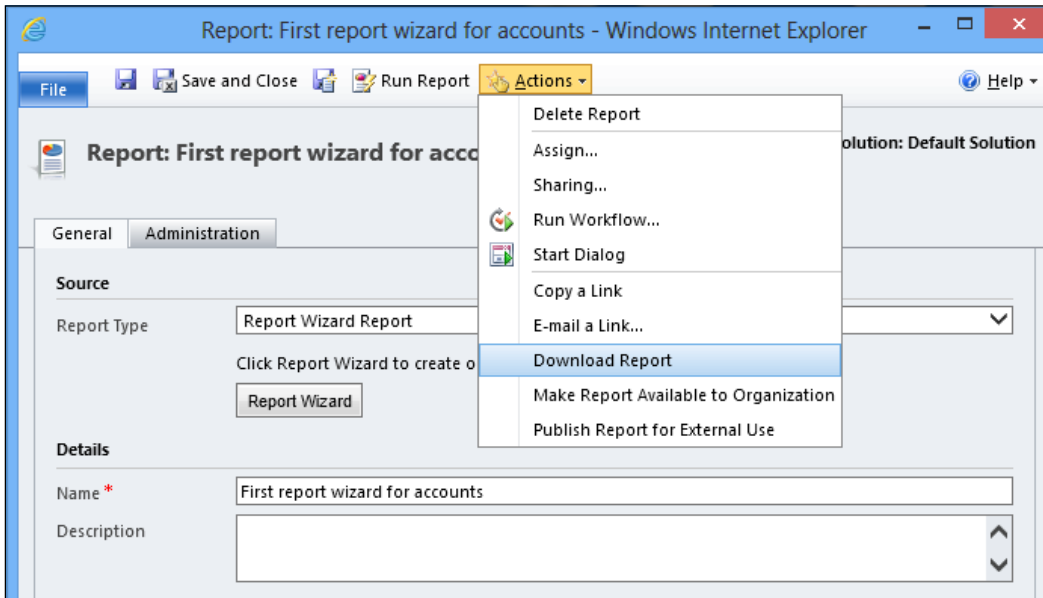 Report: First report wizard for accounts - Windows Internet Explorer
File Save and Close Run Report Actions Help
Delete Report
Report: First report wizard for acco
olution: Default Solution
Assign...
Sharing...
Run Workflow...
General Administration
Start Dialog
Source
Copy a Link
Report Type Report Wizard Report
E-mail a Link...
Click Report Wizard to create o
Download Report
Report Wizard
Make Report Available to Organization
Publish Report for External Use
Details
Name * First report wizard for accounts
Description